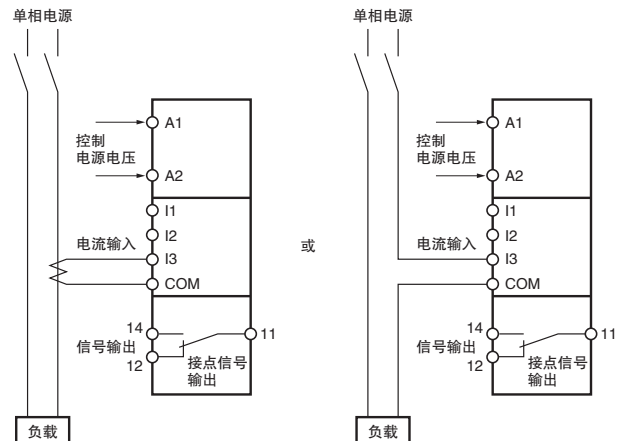 单相电源
A1
控制
电源电压
A2
I1
I2
电流输入
I3
COM
14
11
信号输出
12
接点信号
输出
负载
或
单相电源
A1
控制
电源电压
A2
I1
I2
电流输入
I3
COM
14
11
信号输出
12
接点信号
输出
负载